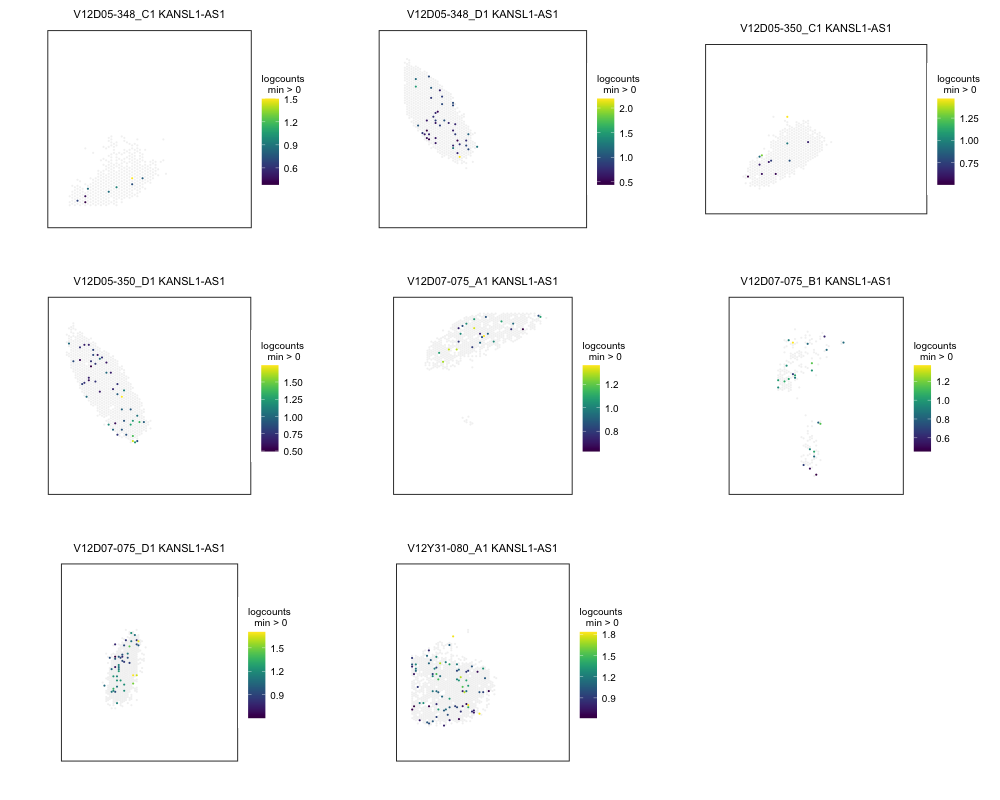 V12D05-348_C1 KANSL1-AS1
logcounts
min > 0
1.5
1.2
0.9
0.6
V12D05-348_D1 KANSL1-AS1
logcounts
min > 0
2.0
1.5
1.0
0.5
V12D05-350_C1 KANSL1-AS1
logcounts
min > 0
1.25
1.00
0.75
V12D05-350_D1 KANSL1-AS1
logcounts
min > 0
1.50
1.25
1.00
0.75
0.50
V12D07-075_A1 KANSL1-AS1
logcounts
min > 0
1.2
1.0
0.8
V12D07-075_B1 KANSL1-AS1
logcounts
min > 0
1.2
1.0
0.8
0.6
V12D07-075_D1 KANSL1-AS1
logcounts
min > 0
1.5
1.2
0.9
V12Y31-080_A1 KANSL1-AS1
logcounts
min > 0
1.8
1.5
1.2
0.9